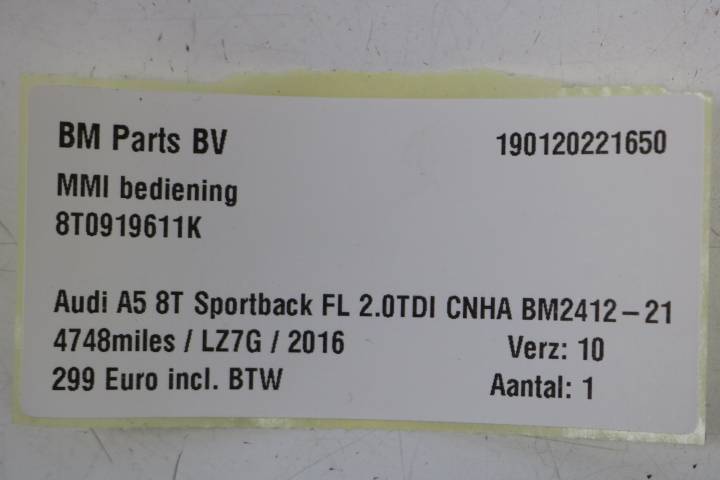 BM Parts BV 190120221650
MMI bediening
8T0919611K
Audi A5 8T Sportback FL 2.0TDI CNHA BM2412-21
4748miles / LZ7G / 2016 Verz: 10
299 Euro incl. BTW Aantal: 1